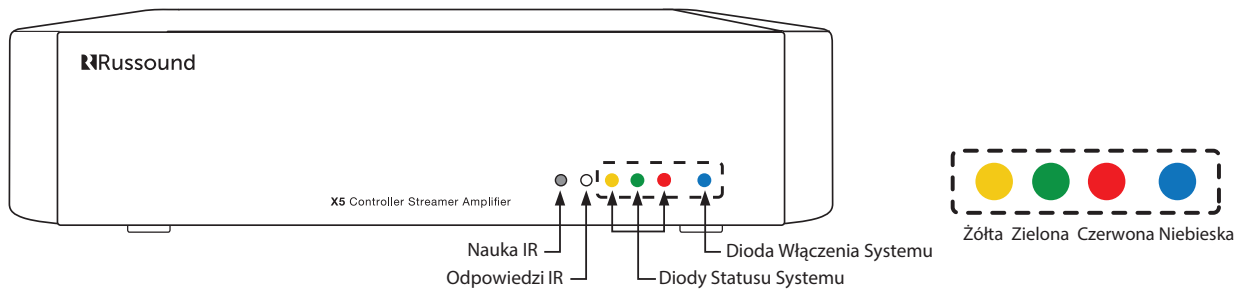 Russound
X5 Controller Streamer Amplifier
Nauka IR
Odpowiedzi IR
Dioda Włączenia Systemu
Diody Statusu Systemu
Żółta Zielona Czerwona Niebieska